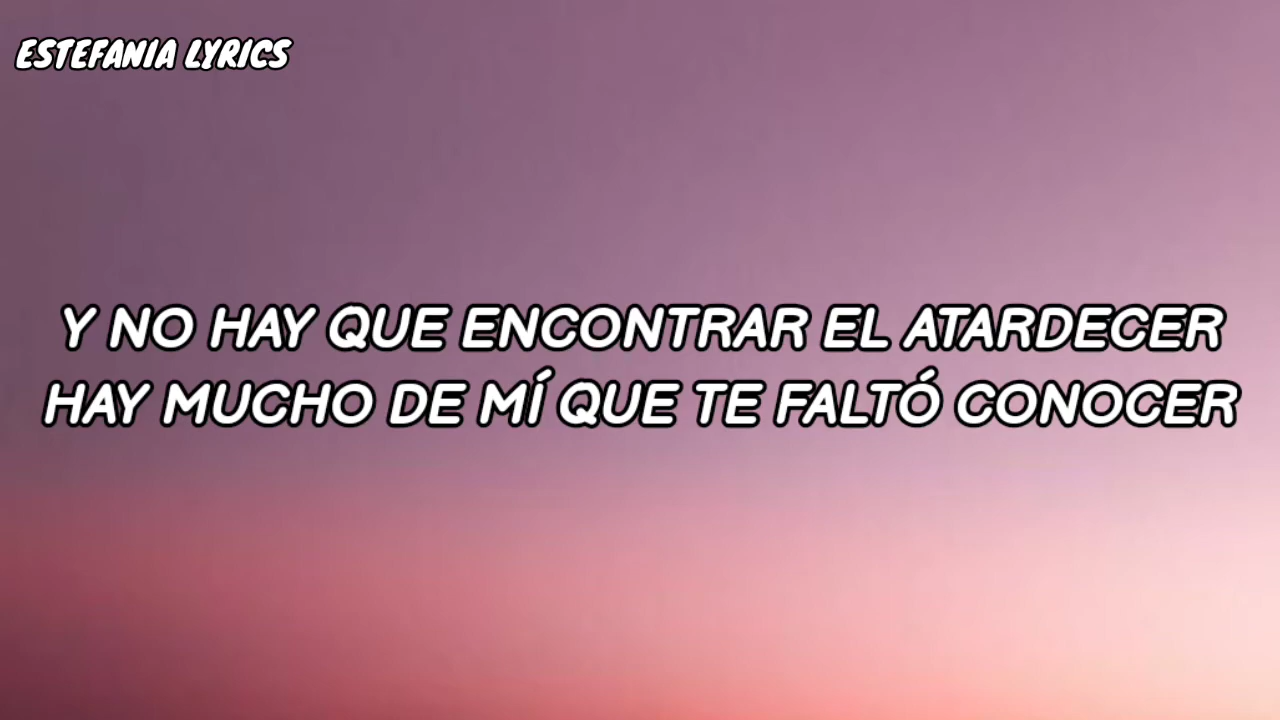 ESTEFANIA LYRICS
Y NO HAY QUE ENCONTRAR EL ATARDECER
HAY MUCHO DE MÍ QUE TE FALTÓ CONOCER